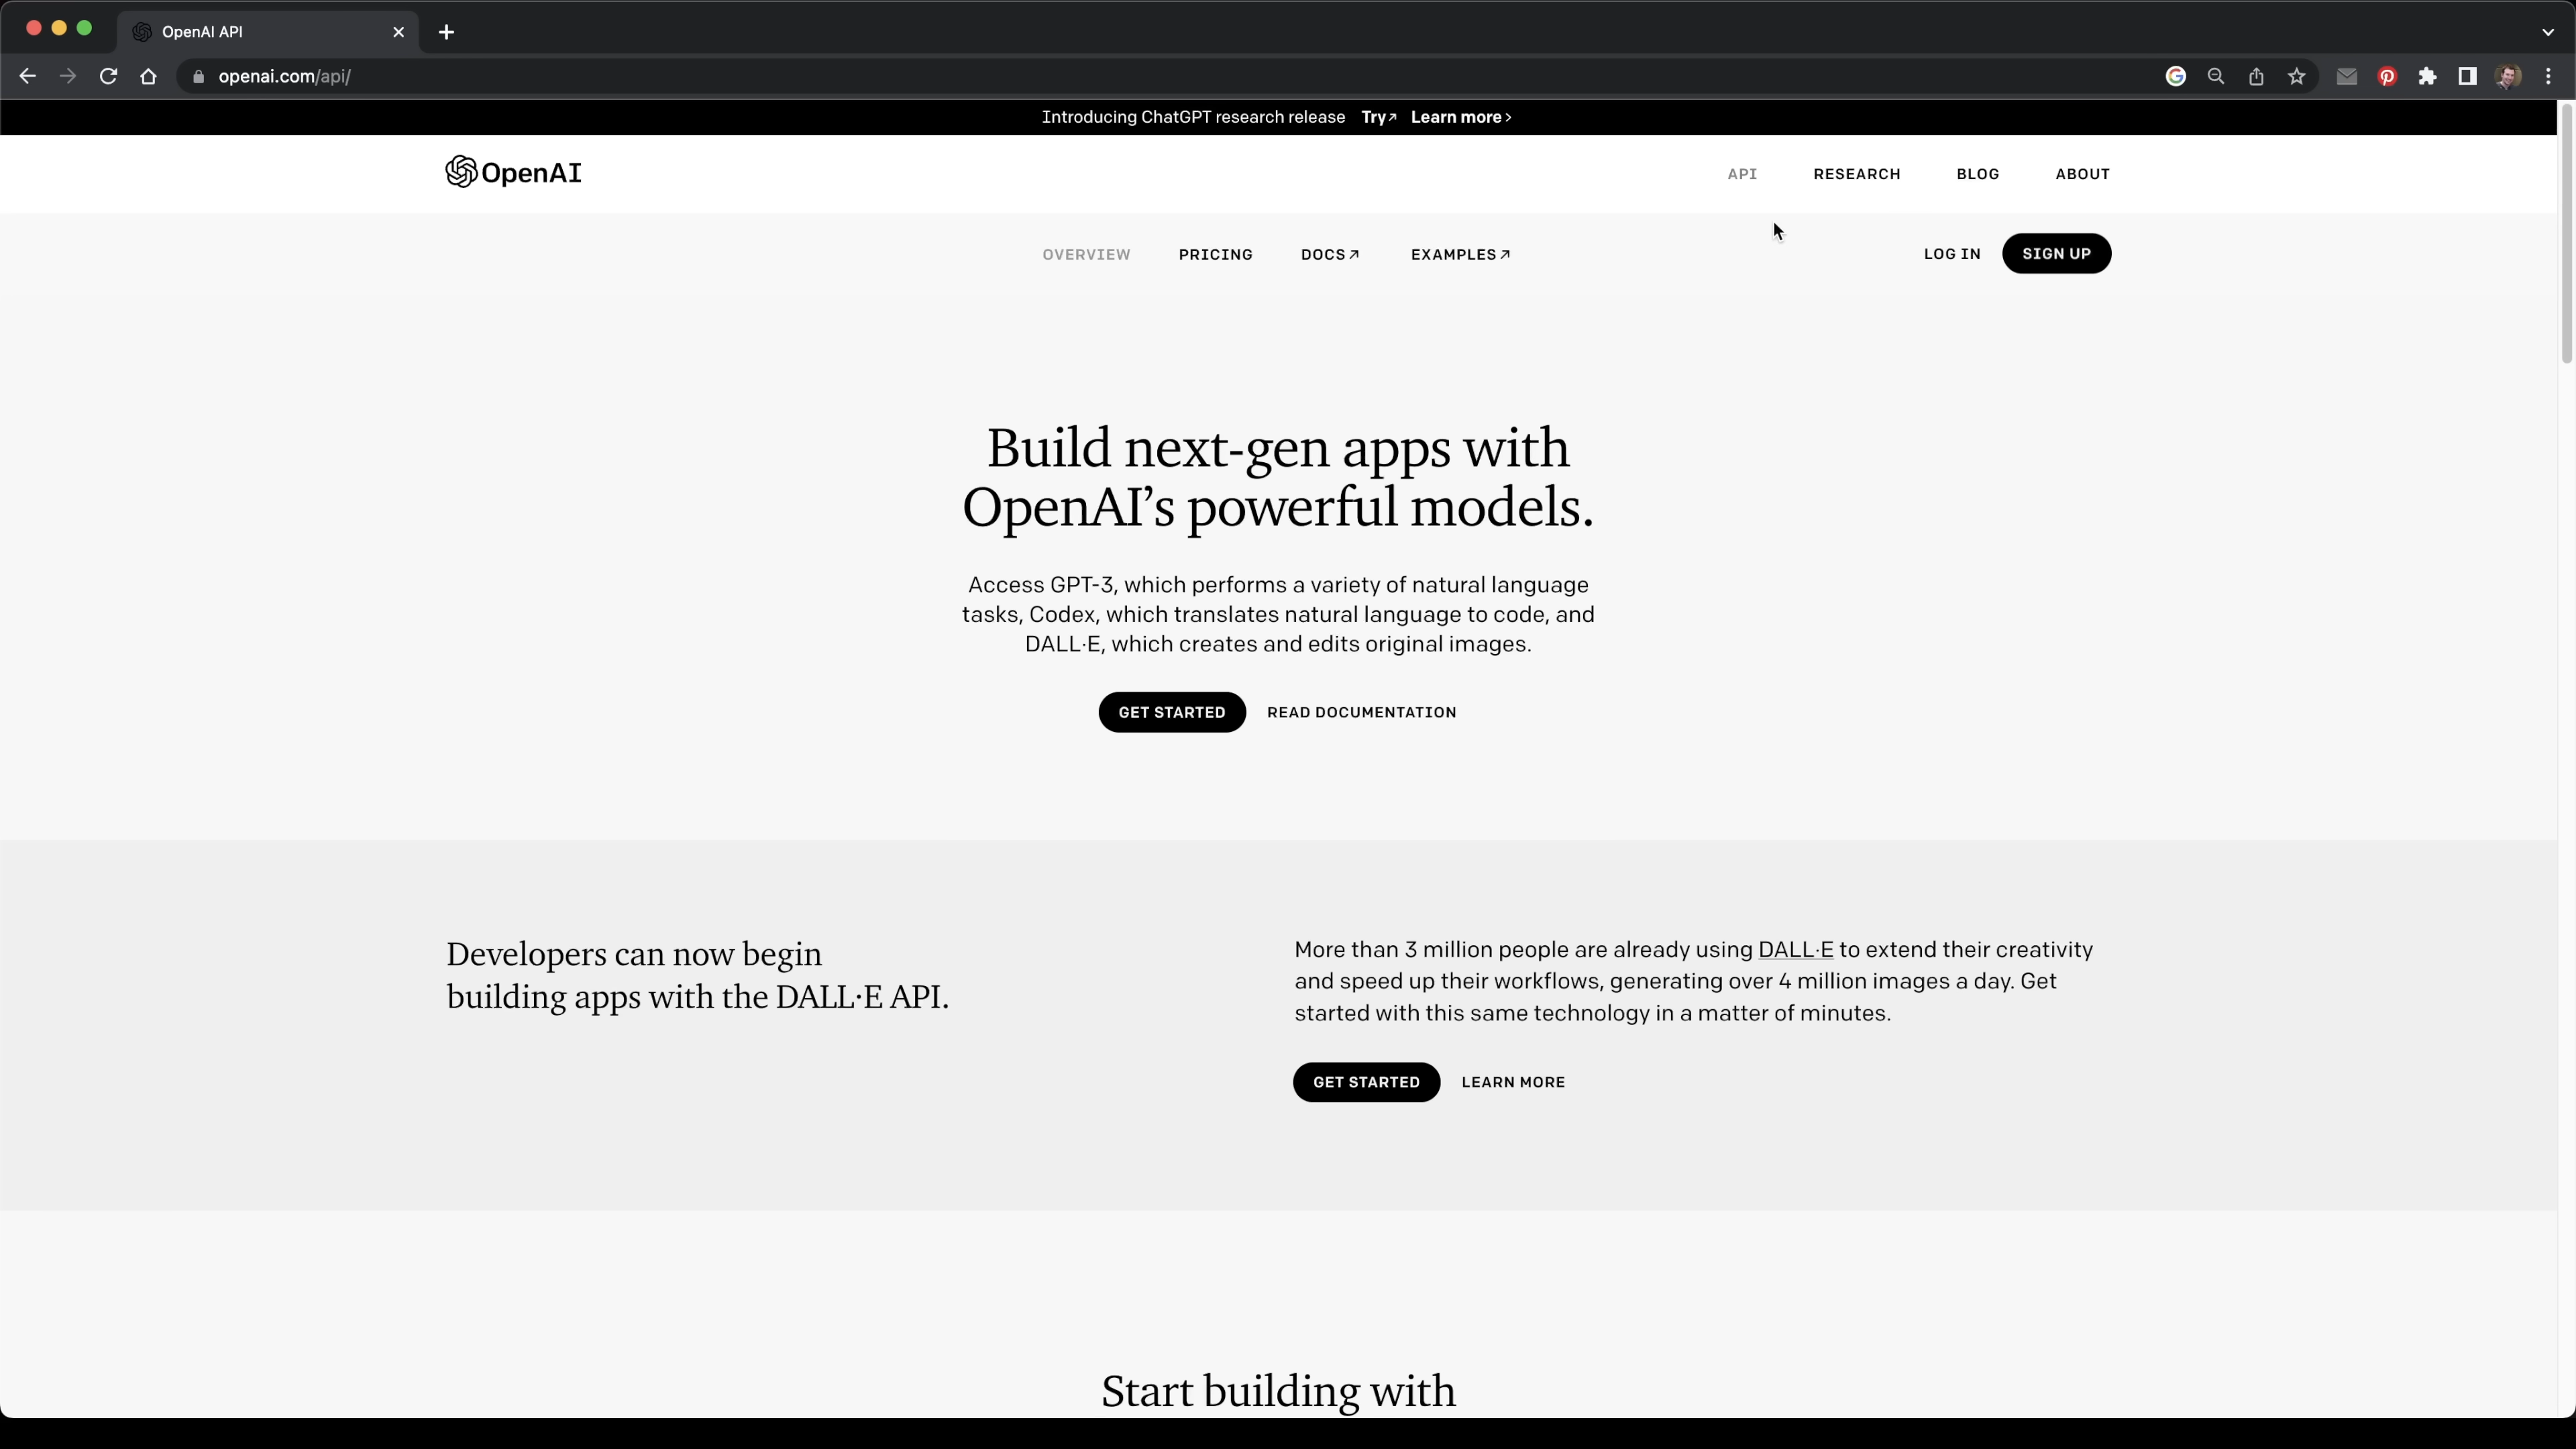 OpenAI API
openai.com/api/
Introducing ChatGPT research release Try↗ Learn more ›
OpenAI
API RESEARCH BLOG ABOUT
OVERVIEW PRICING DOCS↗ EXAMPLES↗ LOG IN SIGN UP
Build next-gen apps with
OpenAI’s powerful models.
Access GPT-3, which performs a variety of natural language
tasks, Codex, which translates natural language to code, and
DALL·E, which creates and edits original images.
GET STARTED READ DOCUMENTATION
Developers can now begin
building apps with the DALL·E API.
More than 3 million people are already using DALL·E to extend their creativity
and speed up their workflows, generating over 4 million images a day. Get
started with this same technology in a matter of minutes.
GET STARTED LEARN MORE
Start building with